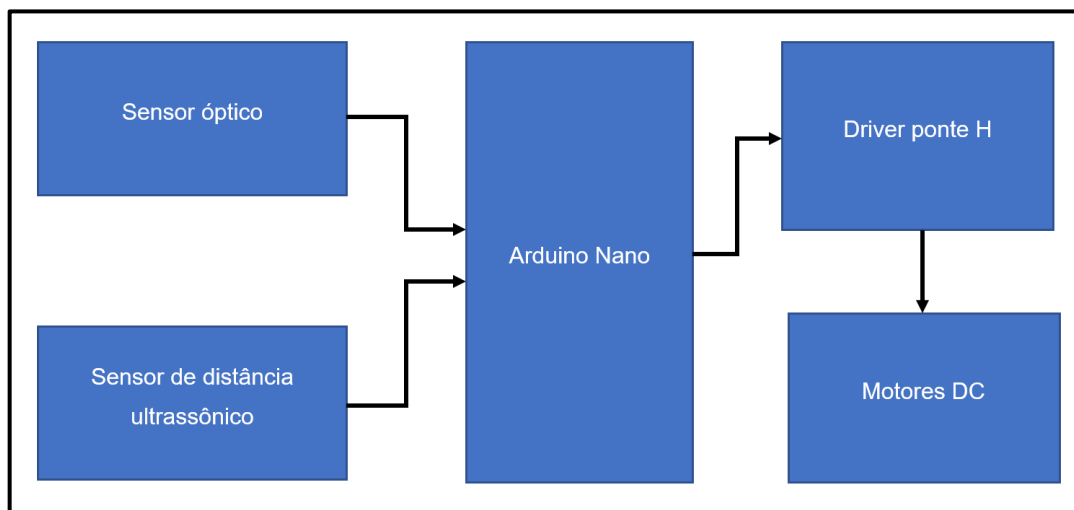 Sensor óptico
Sensor de distância
ultrassônico
Arduino Nano
Driver ponte H
Motores DC